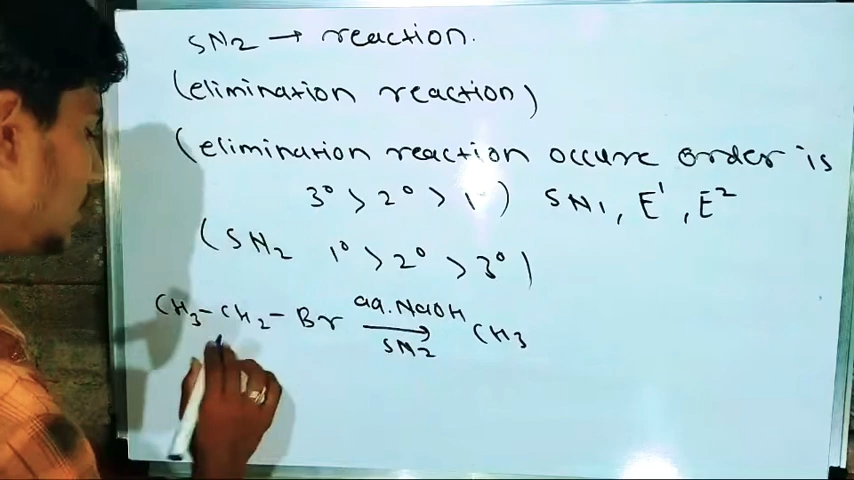 SN2 → reaction.
(elimination reaction)
(elimination reaction occure order is
3° > 2° > 1°) SN1, E1, E2
(SN2 1° > 2° > 3°)
CH3-CH2-Br aq.NaOH → SN2 CH3